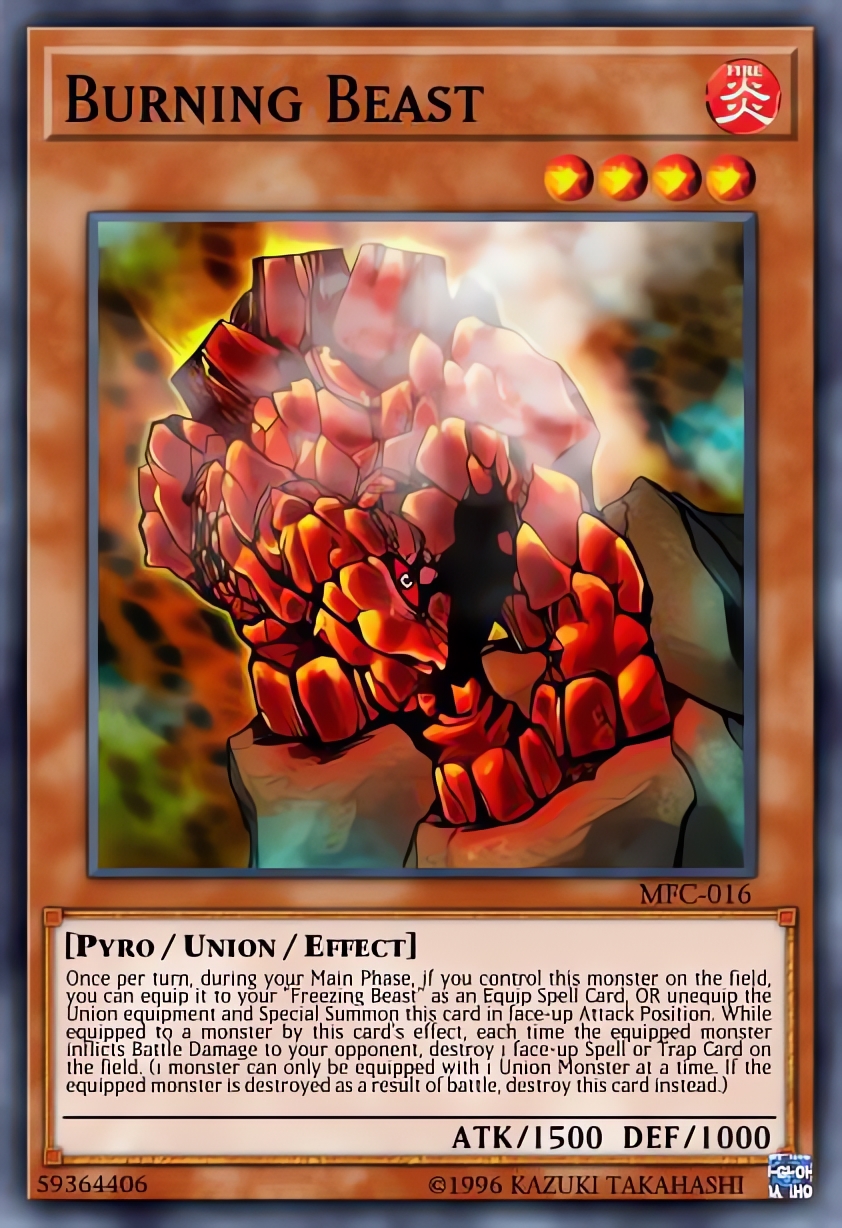 BURNING BEAST
FIRE
炎
MFC-016
[PYRO / UNION / EFFECT]
Once per turn, during your Main Phase, if you control this monster on the field,
you can equip it to your "Freezing Beast" as an Equip Spell Card, OR unequip the
Union equipment and Special Summon this card in face-up Attack Position. While
equipped to a monster by this card's effect, each time the equipped monster
inflicts Battle Damage to your opponent, destroy 1 face-up Spell or Trap Card on
the field. (1 monster can only be equipped with 1 Union Monster at a time. If the
equipped monster is destroyed as a result of battle, destroy this card instead.)
ATK/1500 DEF/1000
59364406
©1996 KAZUKI TAKAHASHI